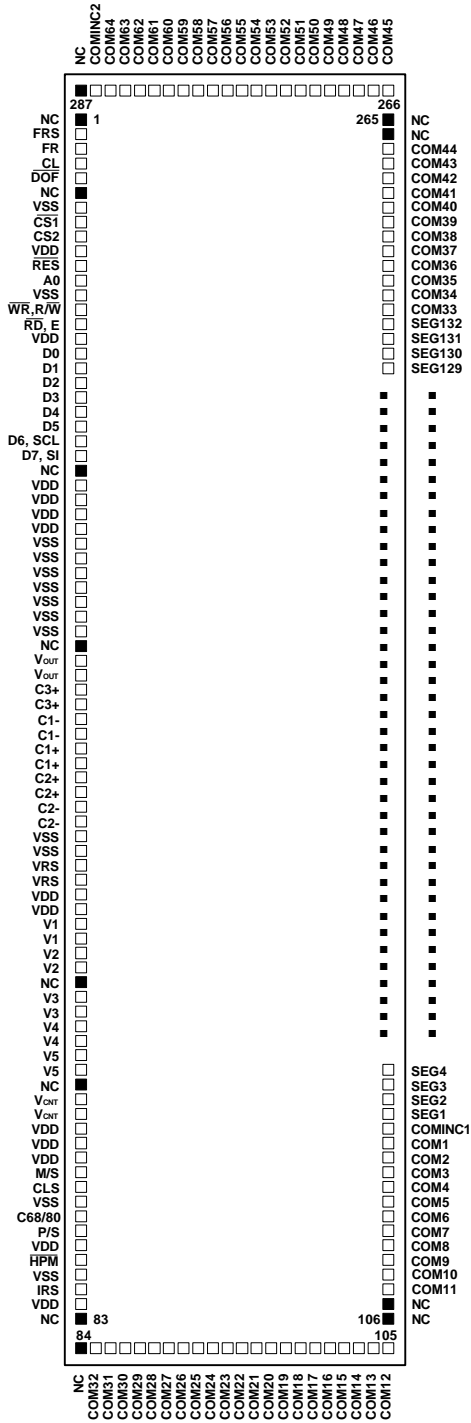 NC
COMINC2
COM64
COM63
COM62
COM61
COM60
COM59
COM58
COM57
COM56
COM55
COM54
COM53
COM52
COM51
COM50
COM49
COM48
COM47
COM46
COM45
287
266
NC
1
FRS
FR
CL
DOF
NC
VSS
CS1
CS2
VDD
RES
A0
VSS
WR,R/W
RD, E
VDD
D0
D1
D2
D3
D4
D5
D6, SCL
D7, SI
NC
VDD
VDD
VDD
VDD
VSS
VSS
VSS
VSS
VSS
VSS
VSS
NC
VOUT
VOUT
C3+
C3+
C1-
C1-
C1+
C1+
C2+
C2+
C2-
C2-
VSS
VSS
VRS
VRS
VDD
VDD
V1
V1
V2
V2
NC
V3
V3
V4
V4
V5
V5
NC
VCNT
VCNT
VDD
VDD
VDD
M/S
CLS
VSS
C68/80
P/S
VDD
HPM
VSS
IRS
VDD
NC
83
265
NC
NC
COM44
COM43
COM42
COM41
COM40
COM39
COM38
COM37
COM36
COM35
COM34
COM33
SEG132
SEG131
SEG130
SEG129
SEG4
SEG3
SEG2
SEG1
COMINC1
COM1
COM2
COM3
COM4
COM5
COM6
COM7
COM8
COM9
COM10
COM11
NC
106
NC
84
105
NC
COM32
COM31
COM30
COM29
COM28
COM27
COM26
COM25
COM24
COM23
COM22
COM21
COM20
COM19
COM18
COM17
COM16
COM15
COM14
COM13
COM12